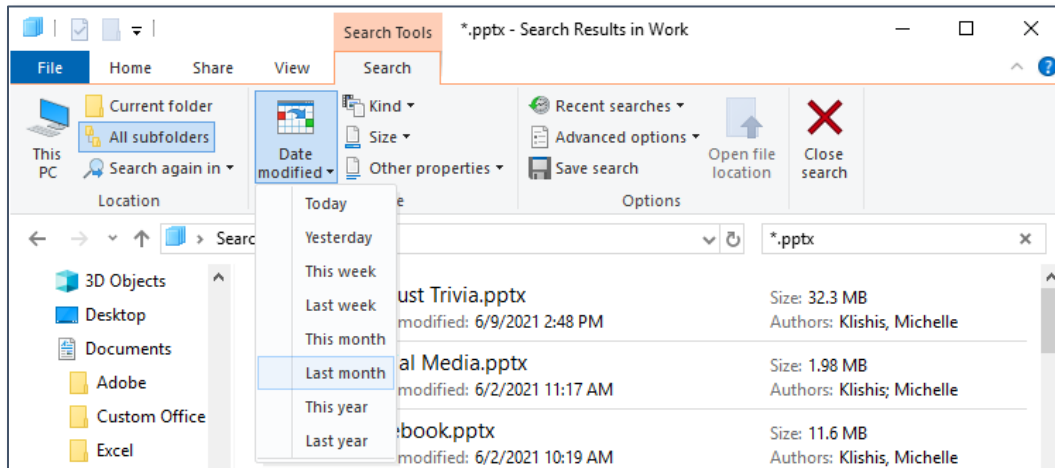 Search Tools
*.pptx - Search Results in Work
File Home Share View Search
This PC
Current folder
All subfolders
Search again in
Location
Date modified
Kind
Size
Other properties
Recent searches
Advanced options
Save search
Options
Open file location
Close search
Today
Yesterday
This week
Last week
This month
Last month
This year
Last year
*.pptx
3D Objects
Desktop
Documents
Adobe
Custom Office
Excel
Trivia.pptx
modified: 6/9/2021 2:48 PM
Size: 32.3 MB
Authors: Klishis, Michelle
Media.pptx
modified: 6/2/2021 11:17 AM
Size: 1.98 MB
Authors: Klishis; Michelle
modified: 6/2/2021 10:19 AM
Size: 11.6 MB
Authors: Klishis, Michelle